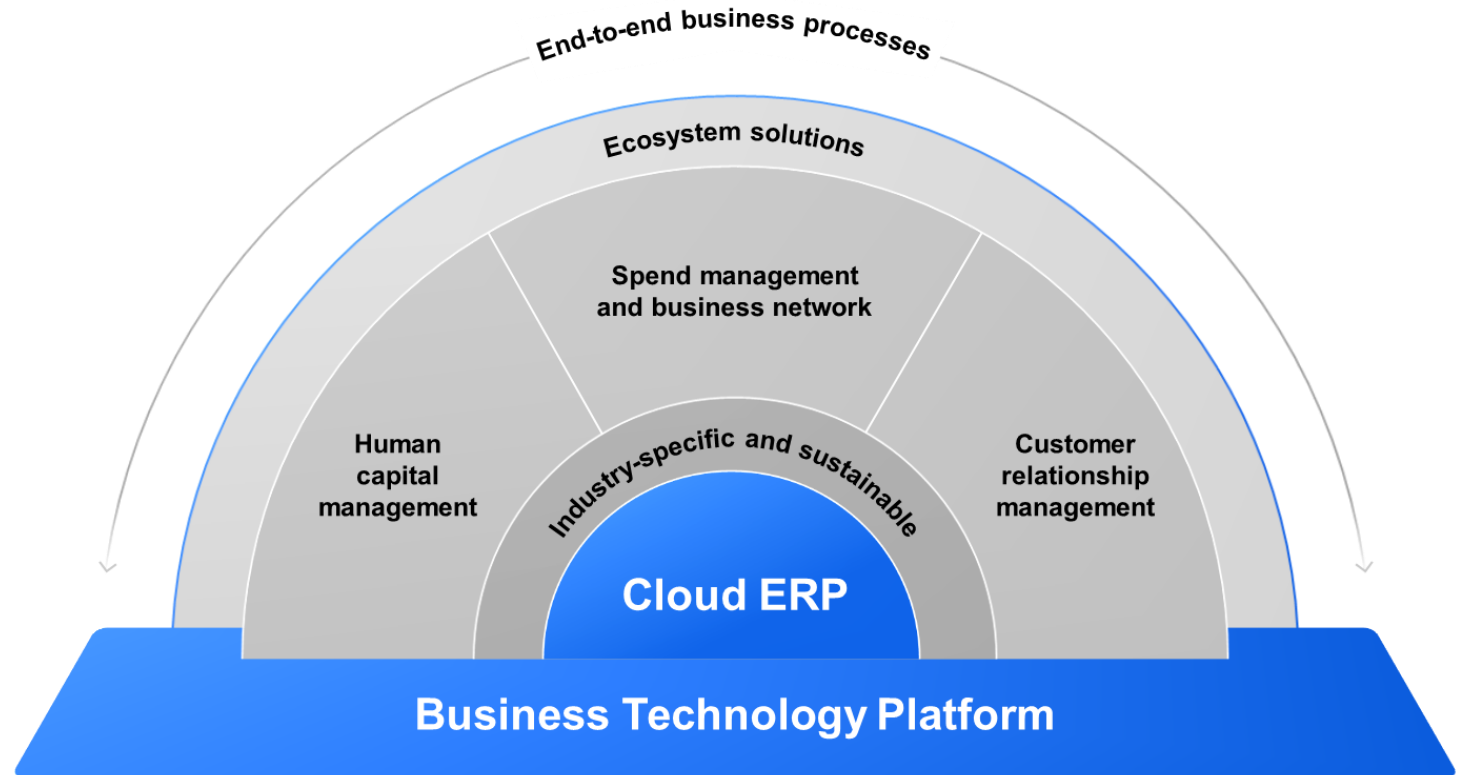 End-to-end business processes
Ecosystem solutions
Spend management
and business network
Human
capital
management
Customer
relationship
management
Industry-specific and sustainable
Cloud ERP
Business Technology Platform